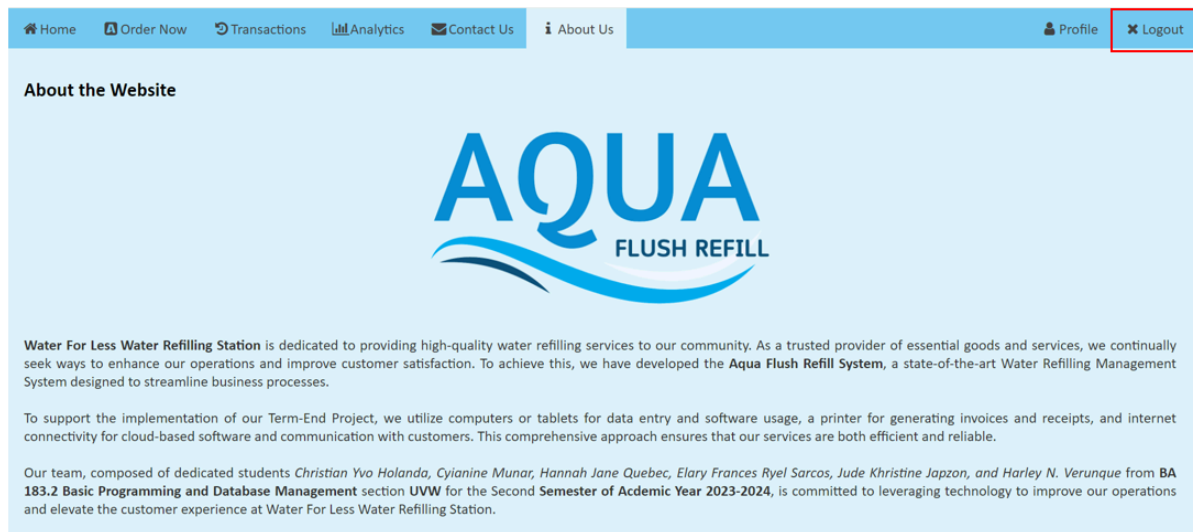 Home Order Now Transactions Analytics Contact Us About Us Profile Logout
About the Website
AQUA
FLUSH REFILL
Water For Less Water Refilling Station is dedicated to providing high-quality water refilling services to our community. As a trusted provider of essential goods and services, we continually
seek ways to enhance our operations and improve customer satisfaction. To achieve this, we have developed the Aqua Flush Refill System, a state-of-the-art Water Refilling Management
System designed to streamline business processes.
To support the implementation of our Term-End Project, we utilize computers or tablets for data entry and software usage, a printer for generating invoices and receipts, and internet
connectivity for cloud-based software and communication with customers. This comprehensive approach ensures that our services are both efficient and reliable.
Our team, composed of dedicated students Christian Yvo Holanda, Cyianine Munar, Hannah Jane Quebec, Elary Frances Ryel Sarcos, Jude Khristine Japzon, and Harley N. Verunque from BA
183.2 Basic Programming and Database Management section UVW for the Second Semester of Acdemic Year 2023-2024, is committed to leveraging technology to improve our operations
and elevate the customer experience at Water For Less Water Refilling Station.